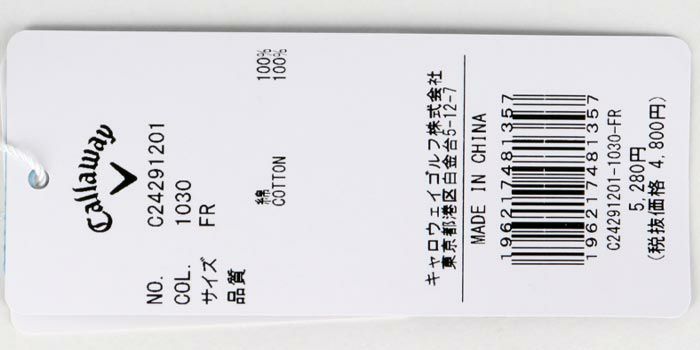 Callaway
NO. C24291201
COL. 1030
サイズ FR
品質
綿 100%
COTTON 100%
キャロウェイゴルフ株式会社
東京都港区白金台5-12-7
MADE IN CHINA
196217481357
196217481357
C24291201-1030-FR
5,280円
(税抜価格 4,800円)